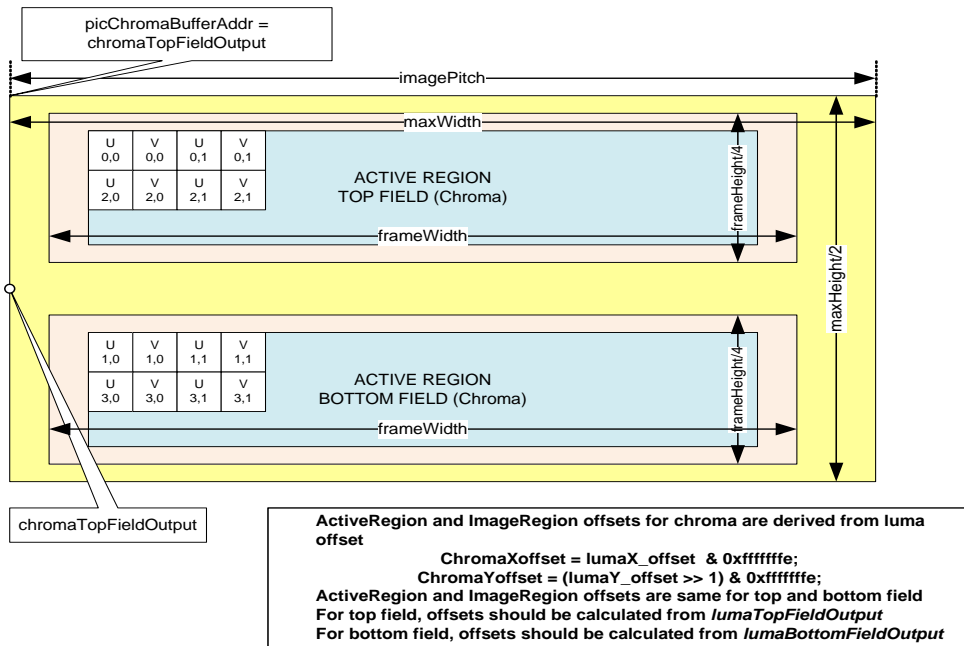 picChromaBufferAddr =
chromaTopFieldOutput
imagePitch
maxWidth
U V U V
0,0 0,0 0,1 0,1
U V U V
2,0 2,0 2,1 2,1
ACTIVE REGION
TOP FIELD (Chroma)
frameHeight/4
frameWidth
maxHeight/2
U V U V
1,0 1,0 1,1 1,1
U V U V
3,0 3,0 3,1 3,1
ACTIVE REGION
BOTTOM FIELD (Chroma)
frameHeight/4
frameWidth
chromaTopFieldOutput
ActiveRegion and ImageRegion offsets for chroma are derived from luma
offset
ChromaXoffset = lumaX_offset & 0xfffffffe;
ChromaYoffset = (lumaY_offset >> 1) & 0xfffffffe;
ActiveRegion and ImageRegion offsets are same for top and bottom field
For top field, offsets should be calculated from lumaTopFieldOutput
For bottom field, offsets should be calculated from lumaBottomFieldOutput